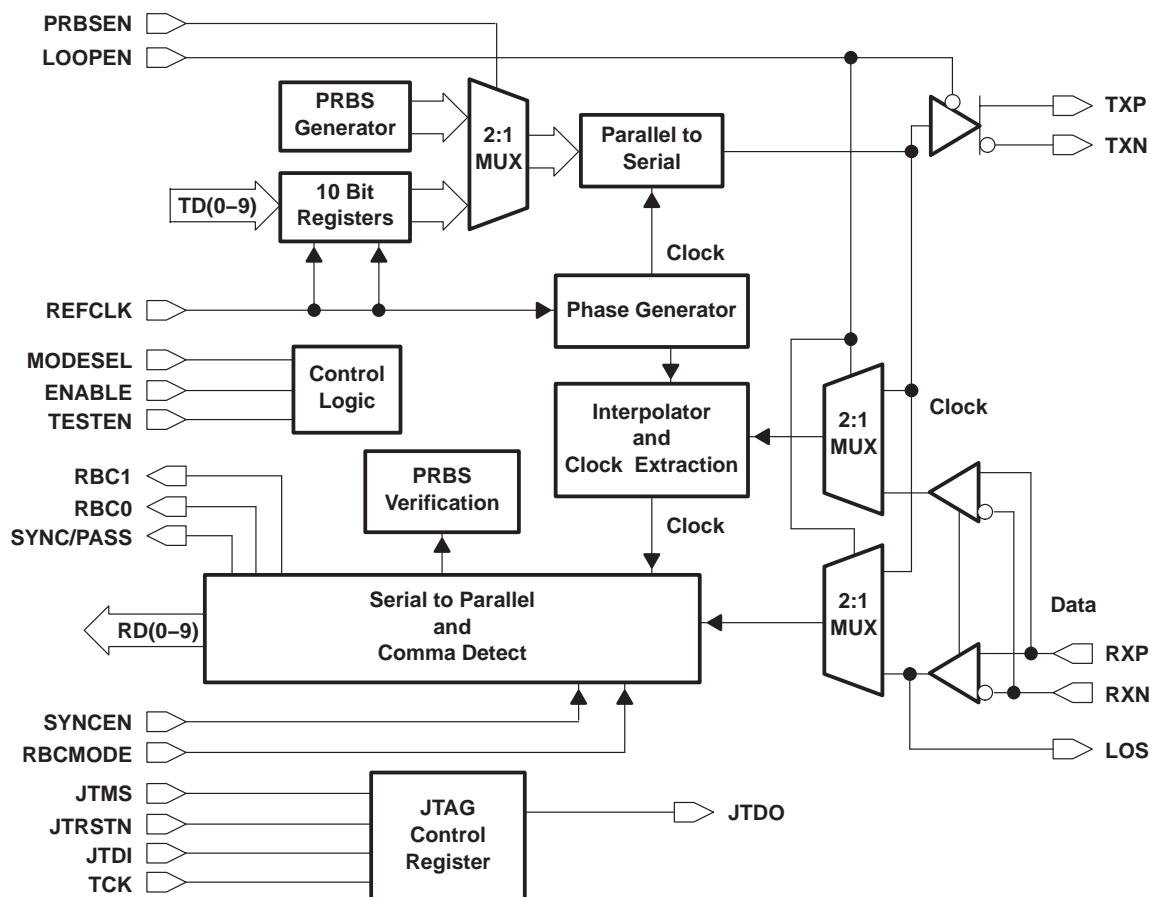 PRBSEN
LOOPEN
PRBS
Generator
2:1
MUX
Parallel to
Serial
TXP
TXN
TD(0–9)
10 Bit
Registers
Clock
REFCLK
Phase Generator
MODESEL
ENABLE
TESTEN
Control
Logic
Interpolator
and
Clock Extraction
2:1
MUX
Clock
RBC1
RBC0
SYNC/PASS
PRBS
Verification
Clock
RD(0–9)
Serial to Parallel
and
Comma Detect
2:1
MUX
Data
RXP
RXN
SYNCEN
RBCMODE
LOS
JTMS
JTRSTN
JTDI
TCK
JTAG
Control
Register
JTDO